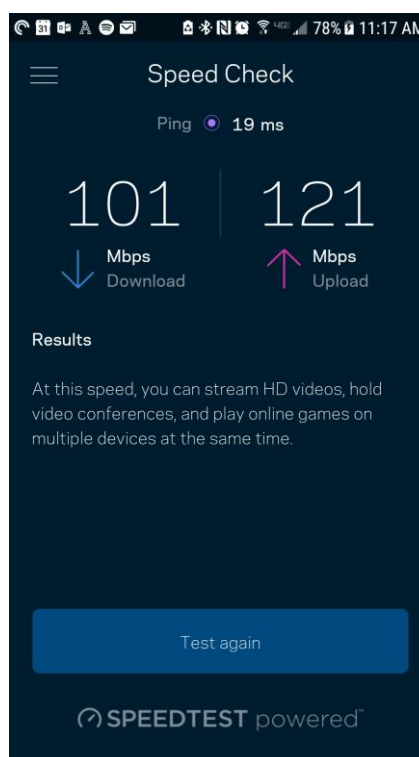 78% 11:17 AM
Speed Check
Ping 19 ms
101 121
Mbps Mbps
Download Upload
Results
At this speed, you can stream HD videos, hold
video conferences, and play online games on
multiple devices at the same time.
Test again
SPEEDTEST powered™